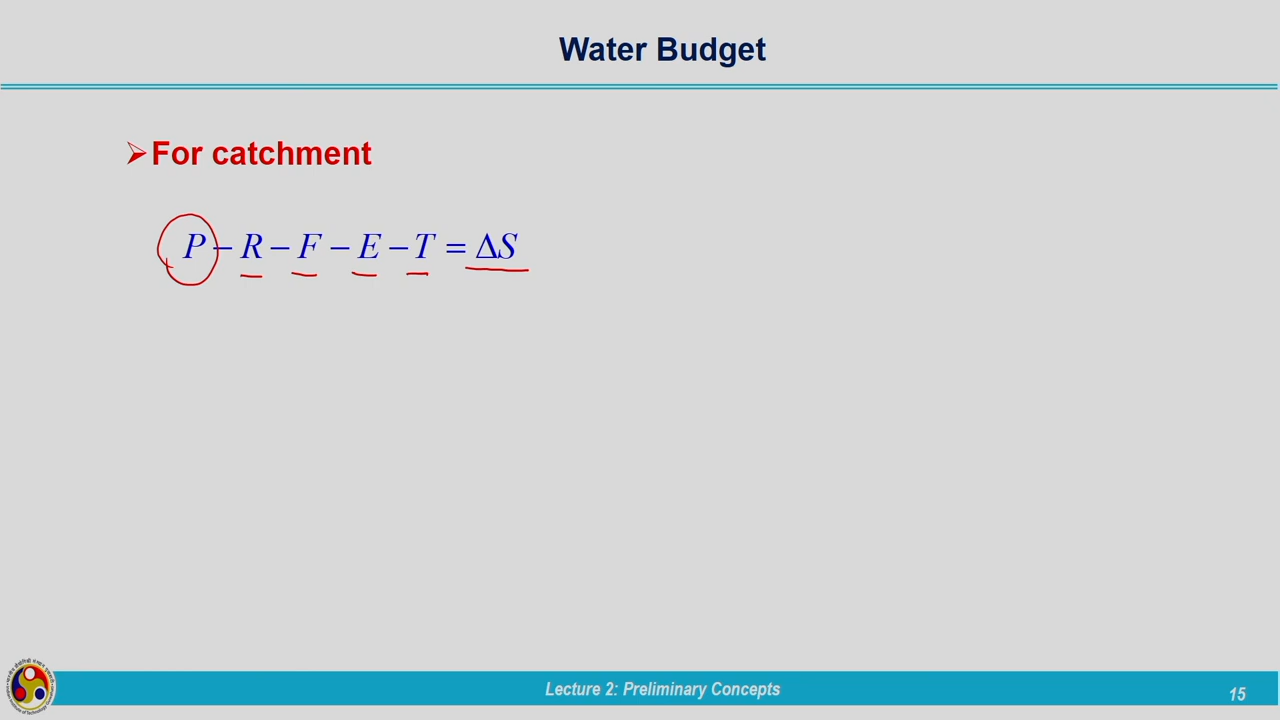 Water Budget
➢For catchment
P − R − F − E − T = ΔS
Lecture 2: Preliminary Concepts
15